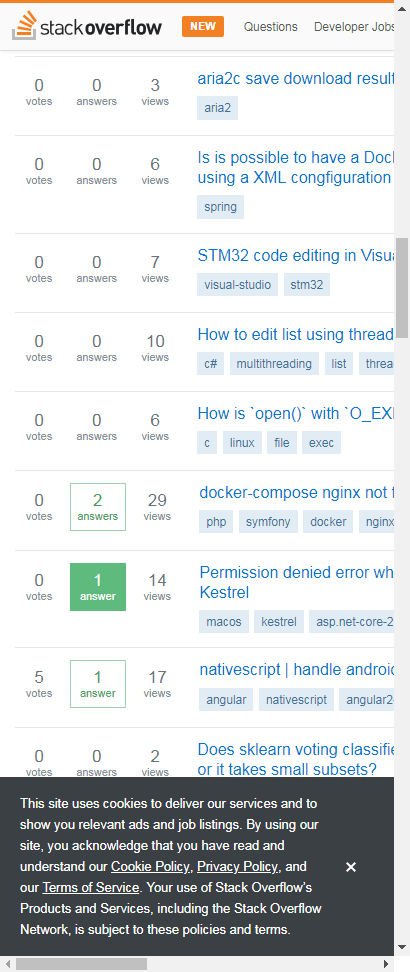 stackoverflow NEW Questions Developer Jobs
0 0 3 aria2c save download result
votes answers views
aria2
0 0 6 Is is possible to have a Doc
votes answers views using a XML congfiguration
spring
0 0 7 STM32 code editing in Visua
votes answers views
visual-studio stm32
0 0 10 How to edit list using thread
votes answers views
c# multithreading list threa
0 0 6 How is `open()` with `O_EX
votes answers views
c linux file exec
0 2 29 docker-compose nginx not f
votes answers views
php symfony docker nginx
0 1 14 Permission denied error wh
votes answer views Kestrel
macos kestrel asp.net-core-2
5 1 17 nativescript | handle android
votes answer views
angular nativescript angular2
0 0 2 Does sklearn voting classifie
votes answers views or it takes small subsets?
This site uses cookies to deliver our services and to
show you relevant ads and job listings. By using our
site, you acknowledge that you have read and
understand our Cookie Policy, Privacy Policy, and
our Terms of Service. Your use of Stack Overflow's
Products and Services, including the Stack Overflow
Network, is subject to these policies and terms.